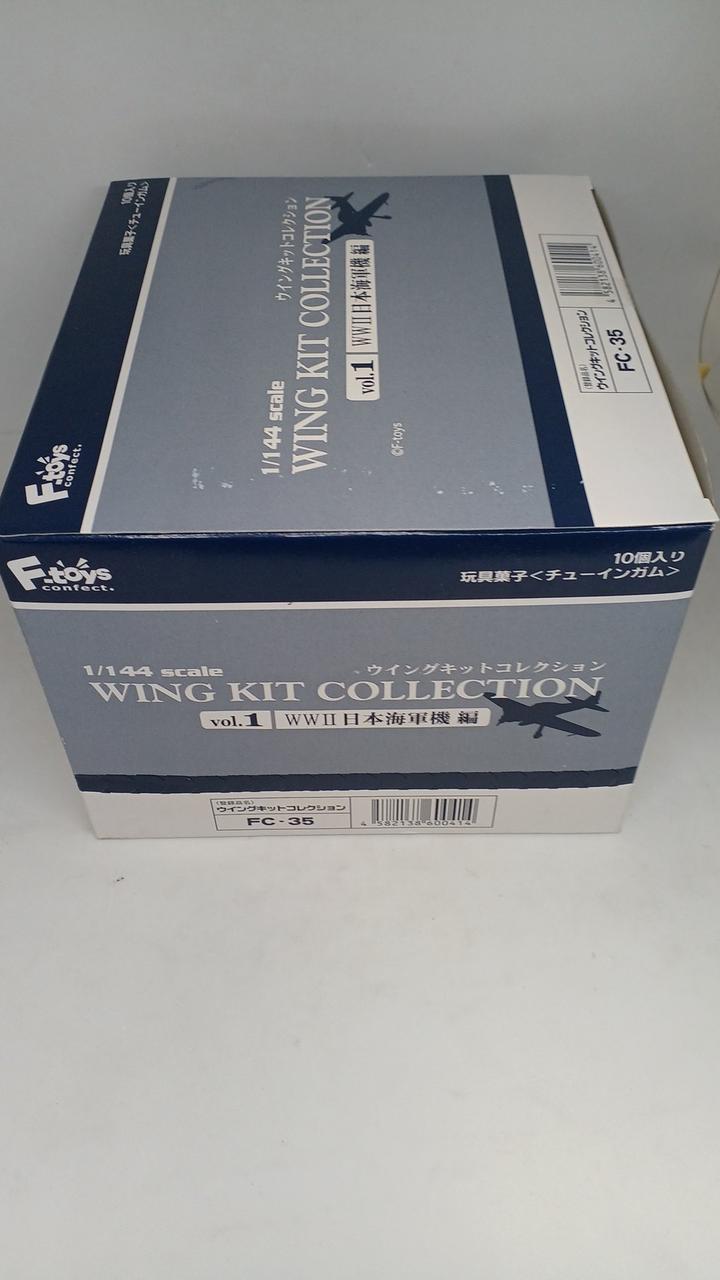 10個入り
玩具菓子<チューインガム>
F-toys
confect.
1/144 scale
ウイングキットコレクション
WING KIT COLLECTION
vol.1 WWII日本海軍機 編
©F-toys
(登録品名)
ウイングキットコレクション
FC-35
4 582138 600414
F-toys
confect.
10個入り
玩具菓子<チューインガム>
1/144 scale
ウイングキットコレクション
WING KIT COLLECTION
vol.1 WWII日本海軍機 編
(登録品名)
ウイングキットコレクション
FC-35
4 582138 600414